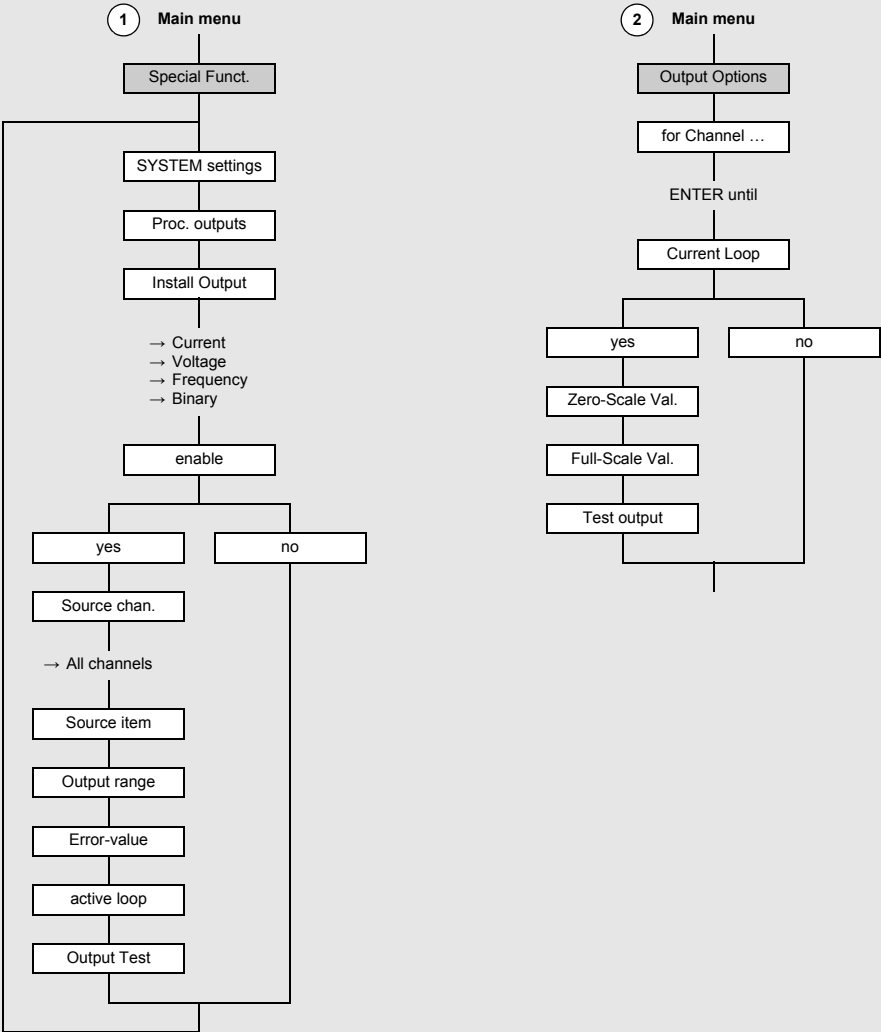 1 Main menu
Special Funct.
SYSTEM settings
Proc. outputs
Install Output
→ Current
→ Voltage
→ Frequency
→ Binary
enable
yes
no
Source chan.
→ All channels
Source item
Output range
Error-value
active loop
Output Test
2 Main menu
Output Options
for Channel …
ENTER until
Current Loop
yes
no
Zero-Scale Val.
Full-Scale Val.
Test output